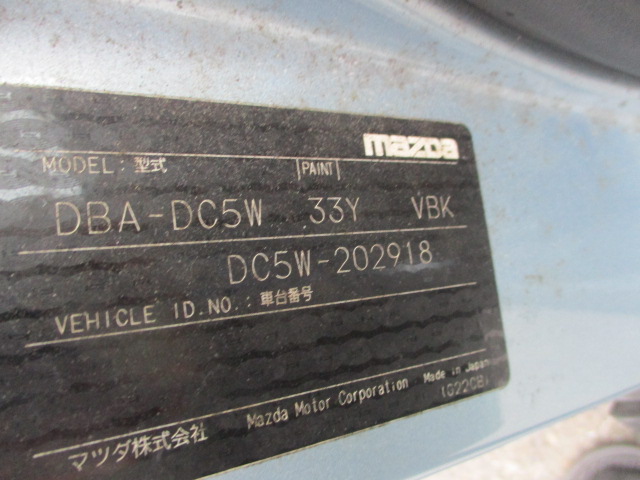 mazda
MODEL: 型式 PAINT
DBA-DC5W 33Y VBK
DC5W-202918
VEHICLE ID.NO.: 車台番号
マツダ株式会社 Mazda Motor Corporation Made in Japan
(G22CB)